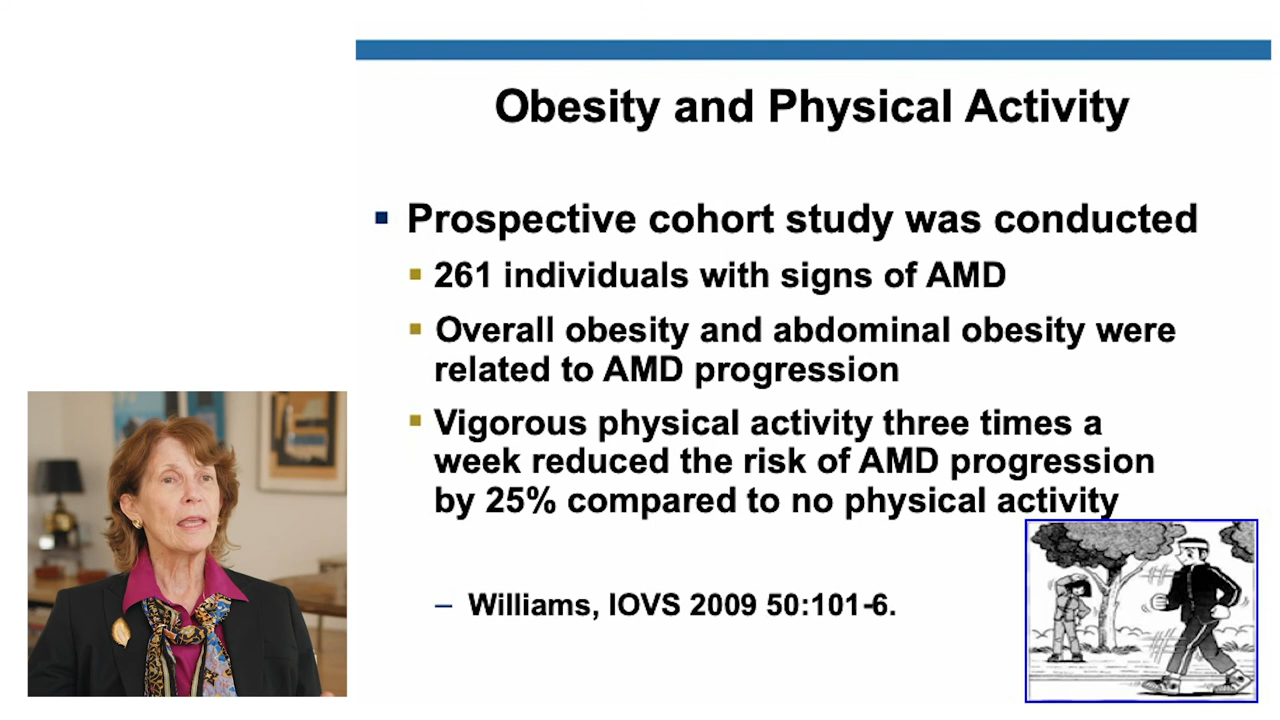 Obesity and Physical Activity
Prospective cohort study was conducted
261 individuals with signs of AMD
Overall obesity and abdominal obesity were
related to AMD progression
Vigorous physical activity three times a
week reduced the risk of AMD progression
by 25% compared to no physical activity
– Williams, IOVS 2009 50:101-6.